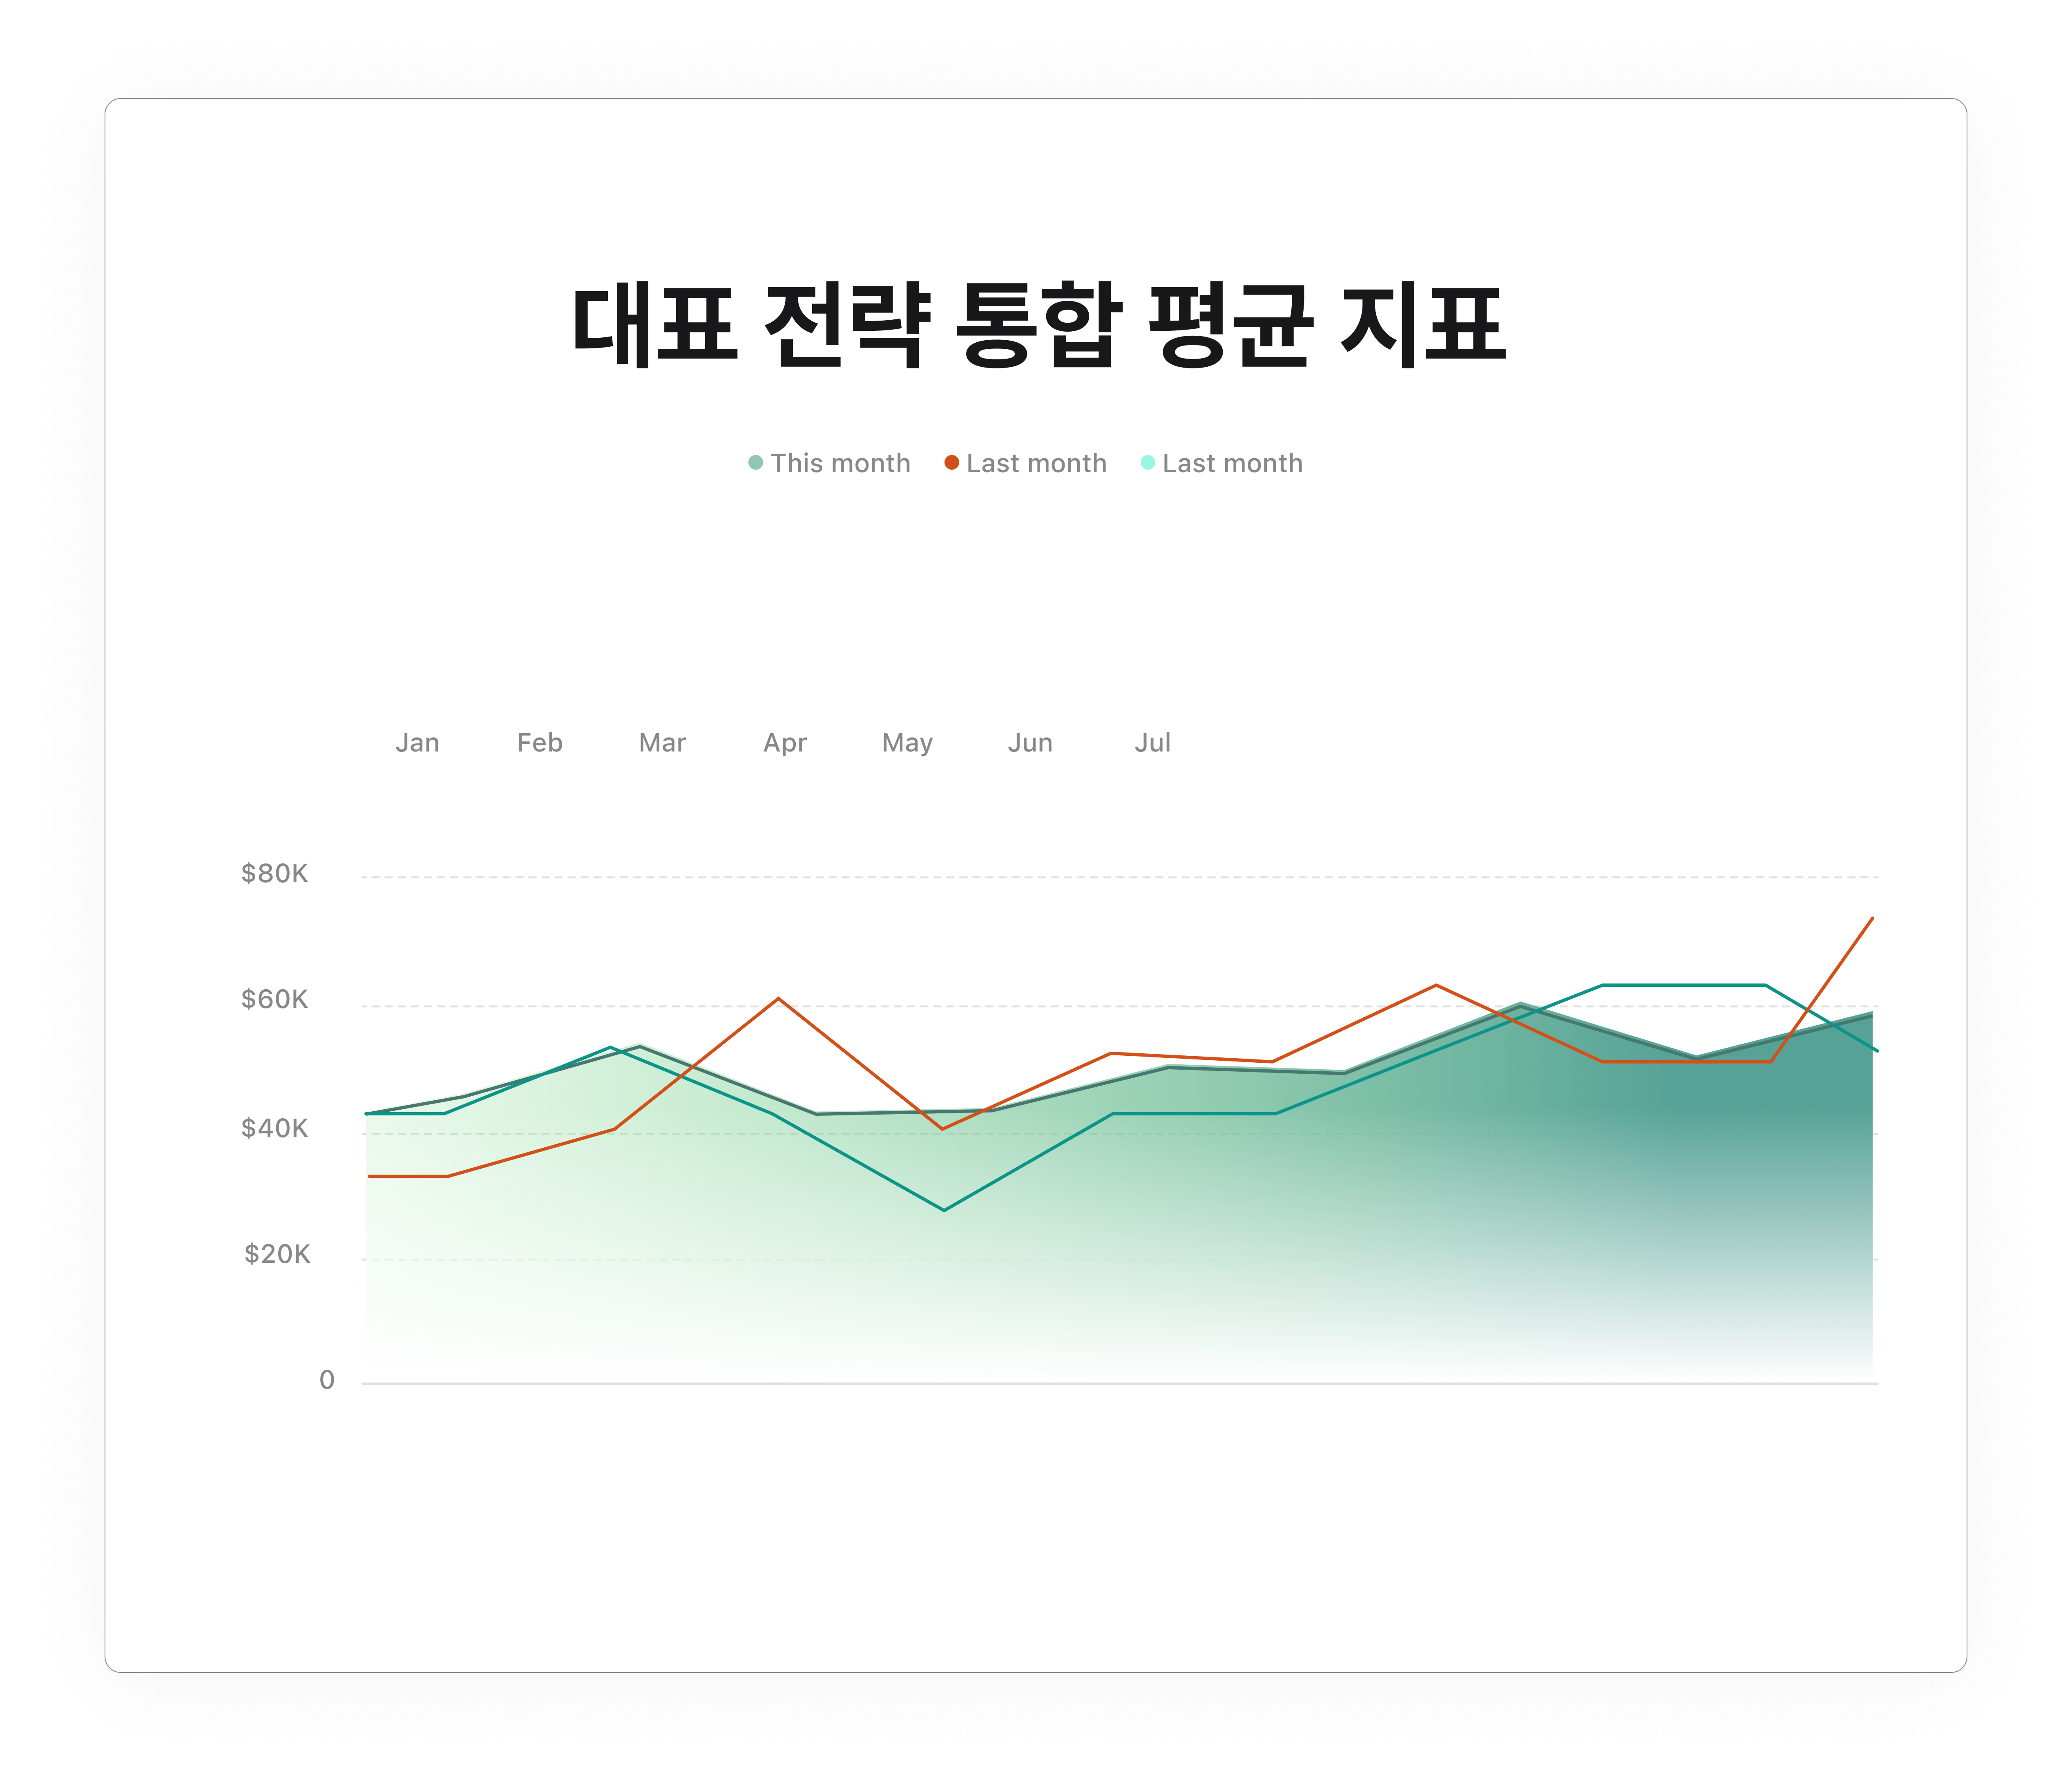 대표 전략 통합 평균 지표
This month Last month Last month
Jan Feb Mar Apr May Jun Jul
$80K
$60K
$40K
$20K
0